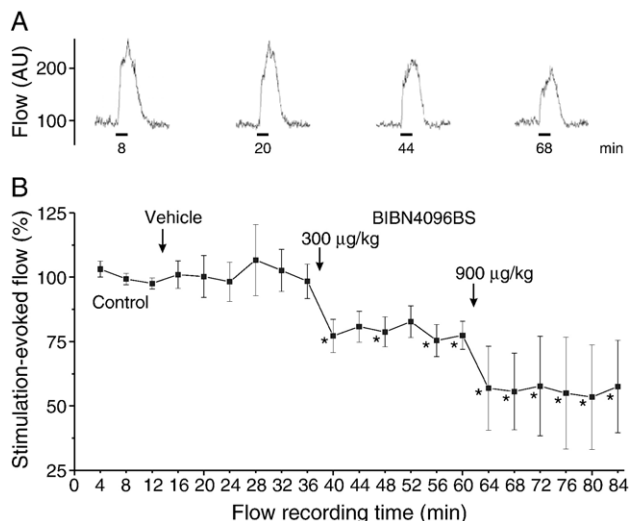 A
Flow (AU)
200
100
8 20 44 68 min
B
Stimulation-evoked flow (%)
125
100
75
50
25
Vehicle
Control
BIBN4096BS
300 µg/kg
900 µg/kg
* * * * * * * * * *
0 4 8 12 16 20 24 28 32 36 40 44 48 52 56 60 64 68 72 76 80 84
Flow recording time (min)